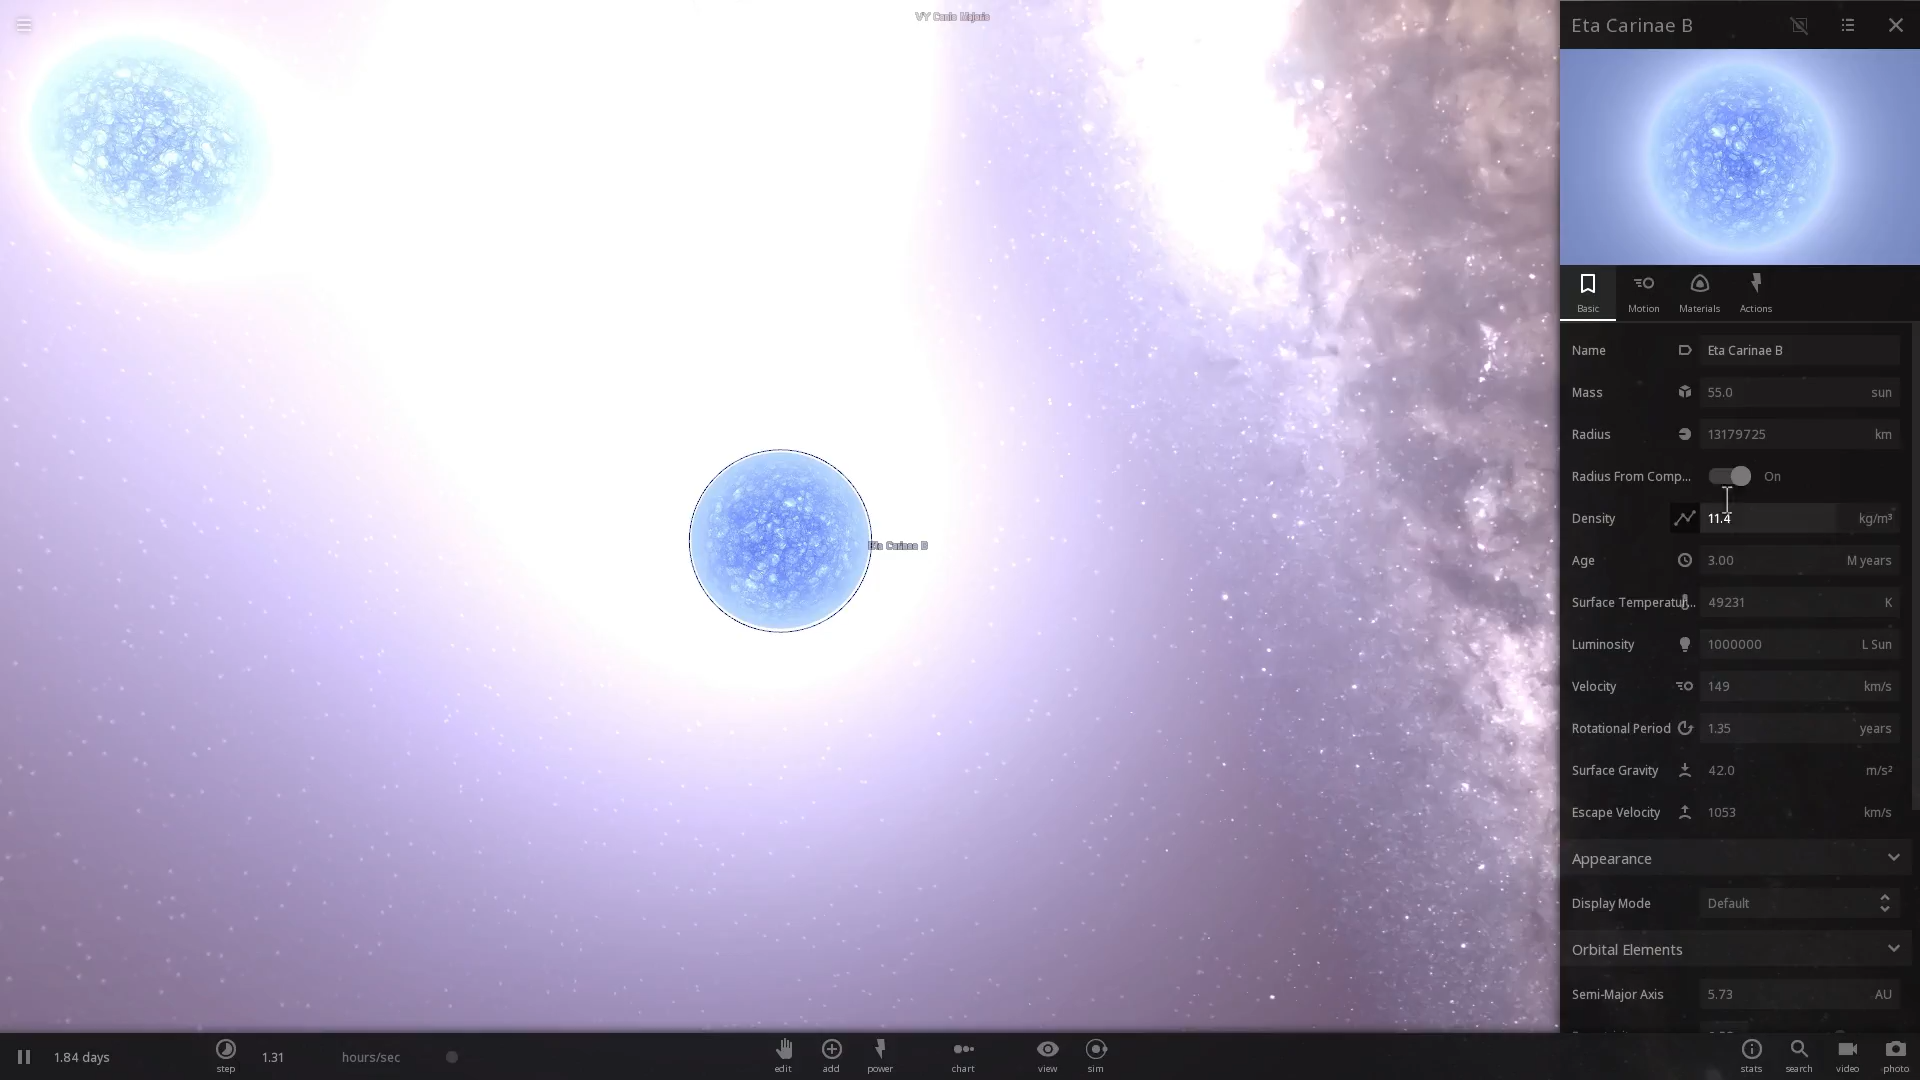 VY Canis Majoris
Eta Carinae B
Eta Carinae B
Basic
Motion
Materials
Actions
Name Eta Carinae B
Mass 55.0 sun
Radius 13179725 km
Radius From Comp... On
Density 11.4 kg/m³
Age 3.00 M years
Surface Temperatur... 49231 K
Luminosity 1000000 L Sun
Velocity 149 km/s
Rotational Period 1.35 years
Surface Gravity 42.0 m/s²
Escape Velocity 1053 km/s
Appearance
Display Mode Default
Orbital Elements
Semi-Major Axis 5.73 AU
1.84 days
step
1.31 hours/sec
edit
add
power
chart
view
sim
stats
search
video
photo